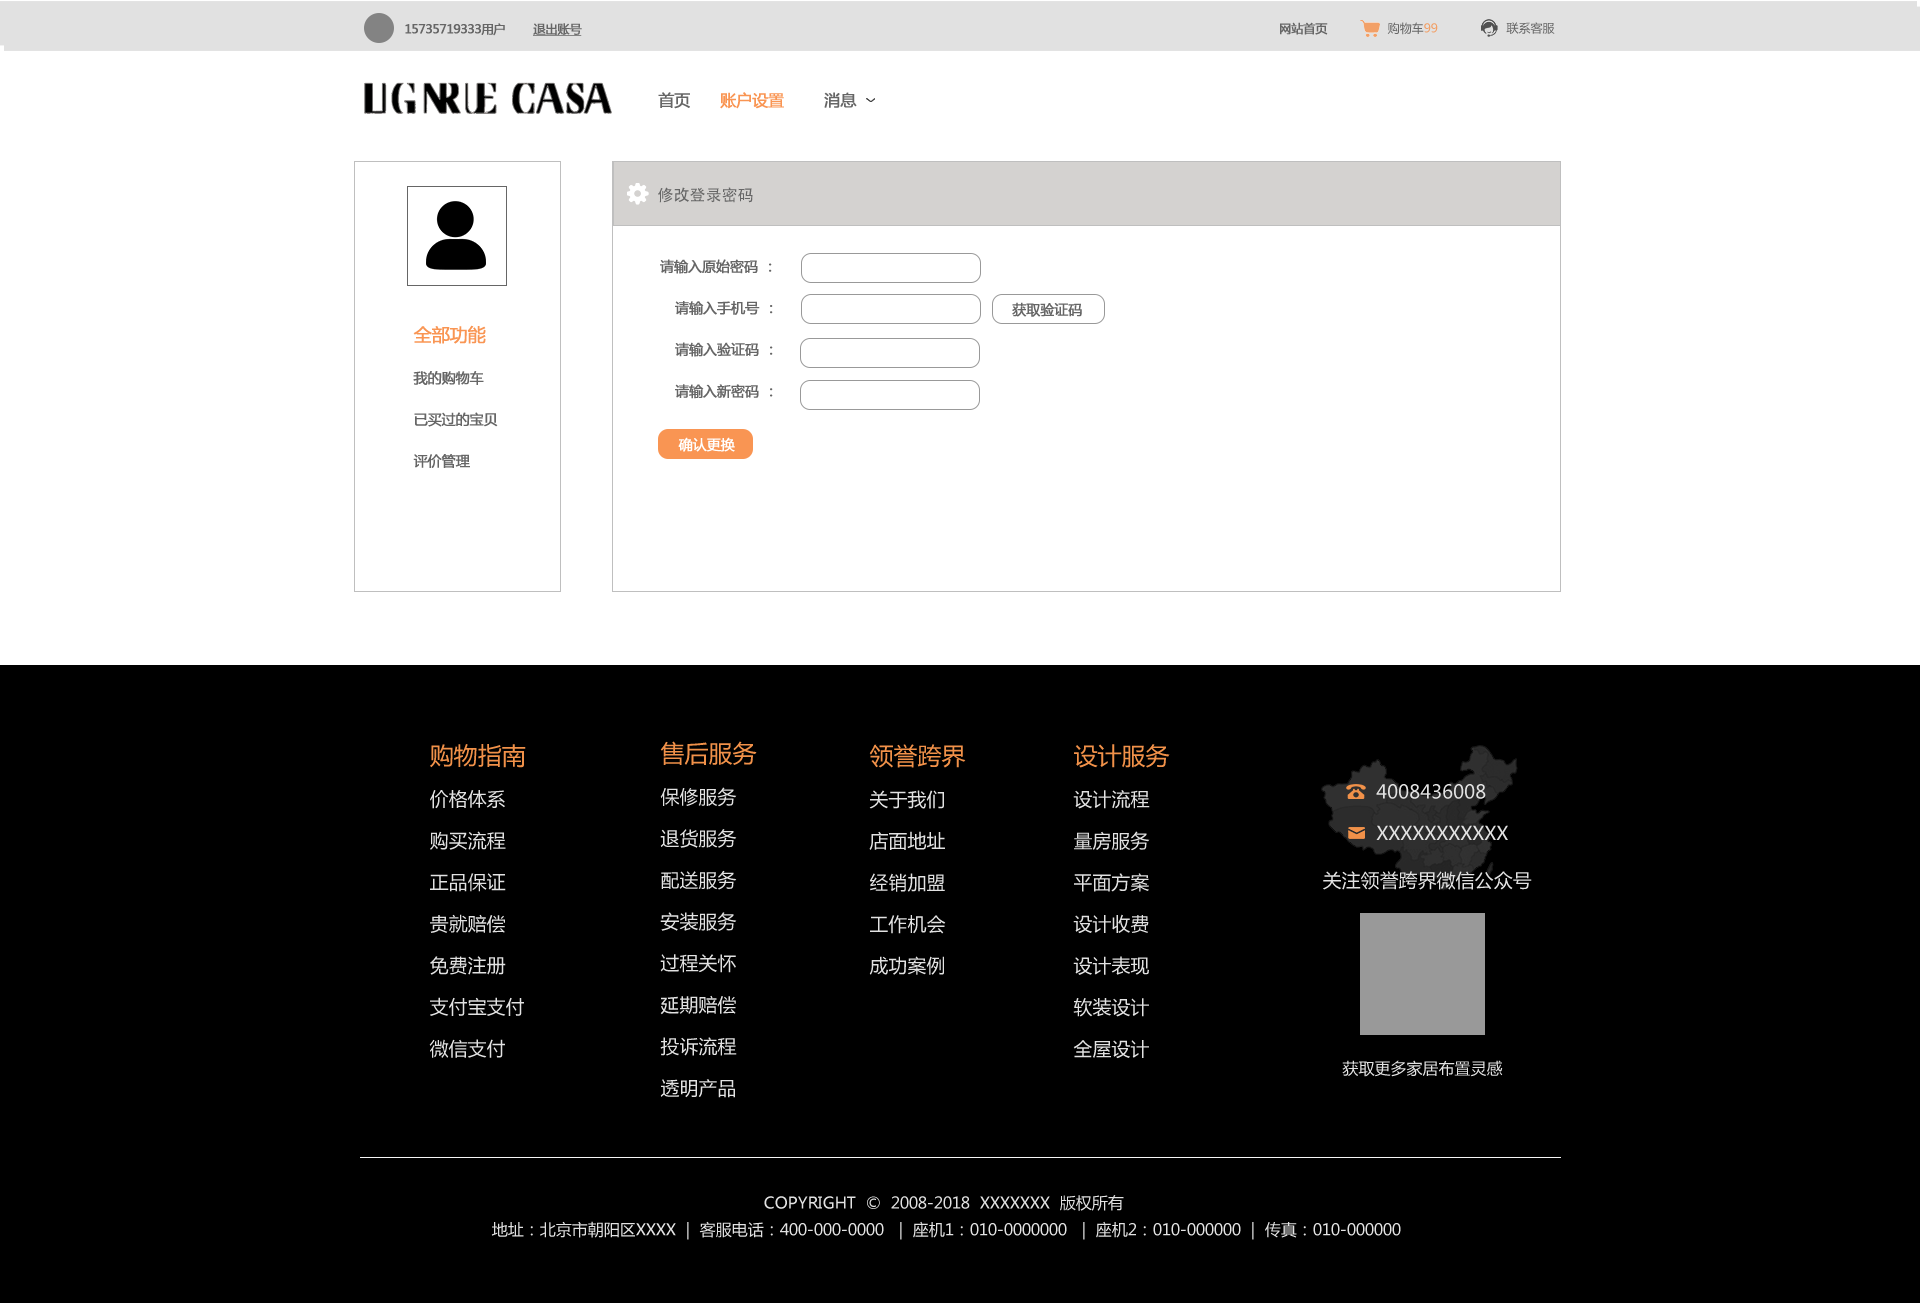 15735719333用户 退出账号 网站首页 购物车99 联系客服
LIGNRUE CASA 首页 账户设置 消息
修改登录密码
请输入原始密码 ：
请输入手机号 ： 获取验证码
请输入验证码 ：
请输入新密码 ：
确认更换
全部功能
我的购物车
已买过的宝贝
评价管理
购物指南
价格体系
购买流程
正品保证
贵就赔偿
免费注册
支付宝支付
微信支付
售后服务
保修服务
退货服务
配送服务
安装服务
过程关怀
延期赔偿
投诉流程
透明产品
领誉跨界
关于我们
店面地址
经销加盟
工作机会
成功案例
设计服务
设计流程
量房服务
平面方案
设计收费
设计表现
软装设计
全屋设计
4008436008
XXXXXXXXXXX
关注领誉跨界微信公众号
获取更多家居布置灵感
COPYRIGHT © 2008-2018 XXXXXXX 版权所有
地址：北京市朝阳区XXXX | 客服电话：400-000-0000 | 座机1：010-0000000 | 座机2：010-000000 | 传真：010-000000